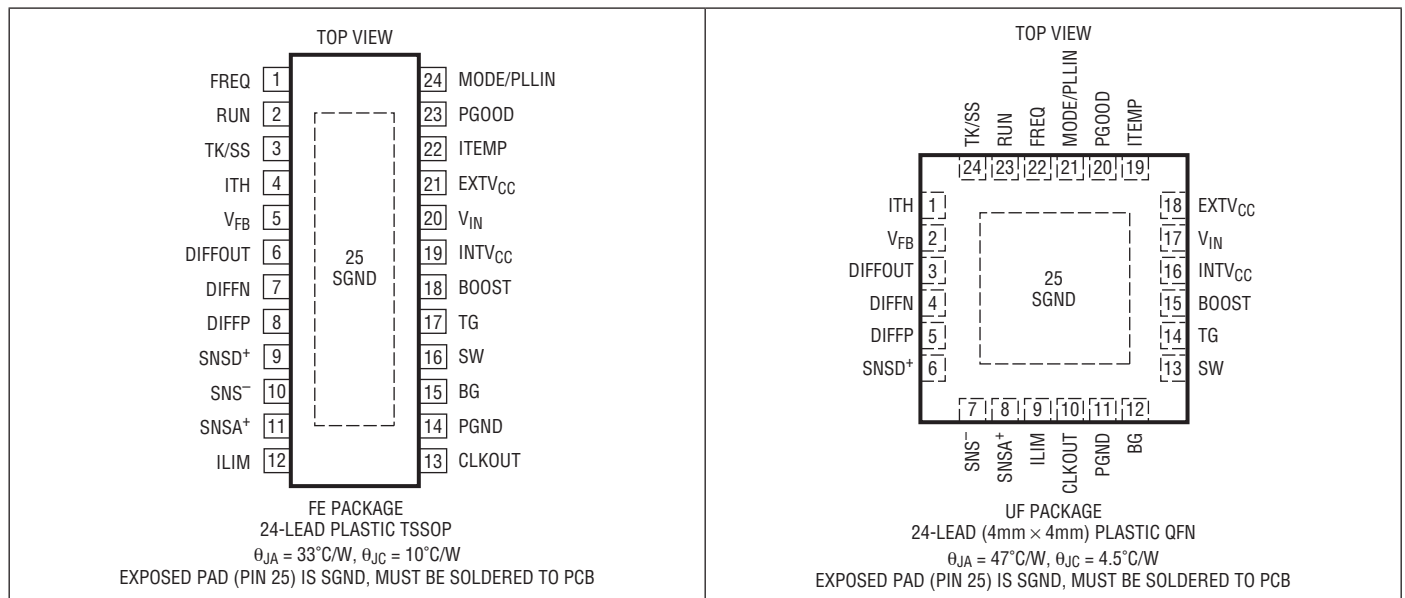 TOP VIEW
FREQ 1
RUN 2
TK/SS 3
ITH 4
VFB 5
DIFFOUT 6
DIFFN 7
DIFFP 8
SNSD+ 9
SNS– 10
SNSA+ 11
ILIM 12
24 MODE/PLLIN
23 PGOOD
22 ITEMP
21 EXTVCC
20 VIN
19 INTVCC
18 BOOST
17 TG
16 SW
15 BG
14 PGND
13 CLKOUT
25
SGND
FE PACKAGE
24-LEAD PLASTIC TSSOP
θJA = 33°C/W, θJC = 10°C/W
EXPOSED PAD (PIN 25) IS SGND, MUST BE SOLDERED TO PCB
TOP VIEW
TK/SS
RUN
FREQ
MODE/PLLIN
PGOOD
ITEMP
24 23 22 21 20 19
ITH 1
VFB 2
DIFFOUT 3
DIFFN 4
DIFFP 5
SNSD+ 6
18 EXTVCC
17 VIN
16 INTVCC
15 BOOST
14 TG
13 SW
25
SGND
7 8 9 10 11 12
SNS–
SNSA+
ILIM
CLKOUT
PGND
BG
UF PACKAGE
24-LEAD (4mm × 4mm) PLASTIC QFN
θJA = 47°C/W, θJC = 4.5°C/W
EXPOSED PAD (PIN 25) IS SGND, MUST BE SOLDERED TO PCB